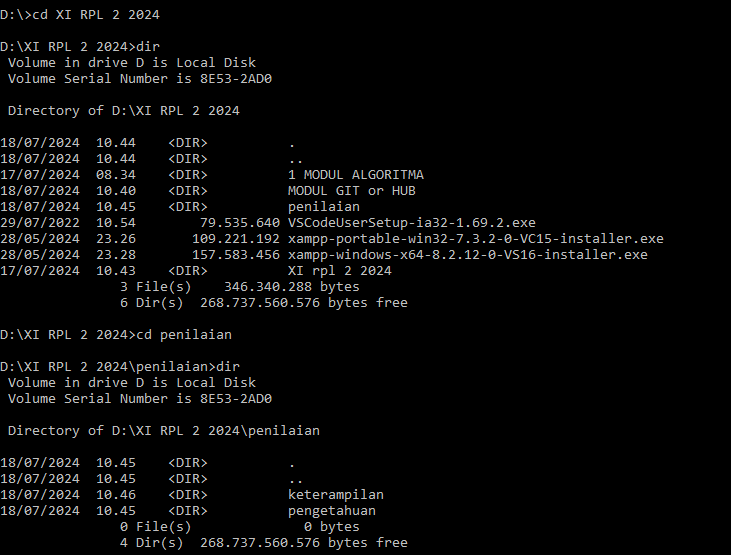 D:\>cd XI RPL 2 2024
D:\XI RPL 2 2024>dir
 Volume in drive D is Local Disk
 Volume Serial Number is 8E53-2AD0
 Directory of D:\XI RPL 2 2024
18/07/2024  10.44    <DIR>          .
18/07/2024  10.44    <DIR>          ..
17/07/2024  08.34    <DIR>          1 MODUL ALGORITMA
18/07/2024  10.40    <DIR>          MODUL GIT or HUB
18/07/2024  10.45    <DIR>          penilaian
29/07/2022  10.54        79.535.640 VSCodeUserSetup-ia32-1.69.2.exe
28/05/2024  23.26       109.221.192 xampp-portable-win32-7.3.2-0-VC15-installer.exe
28/05/2024  23.28       157.583.456 xampp-windows-x64-8.2.12-0-VS16-installer.exe
17/07/2024  10.43    <DIR>          XI rpl 2 2024
               3 File(s)    346.340.288 bytes
               6 Dir(s)  268.737.560.576 bytes free
D:\XI RPL 2 2024>cd penilaian
D:\XI RPL 2 2024\penilaian>dir
 Volume in drive D is Local Disk
 Volume Serial Number is 8E53-2AD0
 Directory of D:\XI RPL 2 2024\penilaian
18/07/2024  10.45    <DIR>          .
18/07/2024  10.45    <DIR>          ..
18/07/2024  10.46    <DIR>          keterampilan
18/07/2024  10.45    <DIR>          pengetahuan
               0 File(s)              0 bytes
               4 Dir(s)  268.737.560.576 bytes free